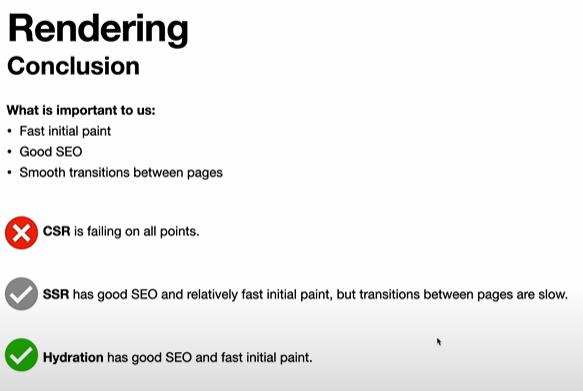 Rendering
Conclusion
What is important to us:
• Fast initial paint
• Good SEO
• Smooth transitions between pages
CSR is failing on all points.
SSR has good SEO and relatively fast initial paint, but transitions between pages are slow.
Hydration has good SEO and fast initial paint.